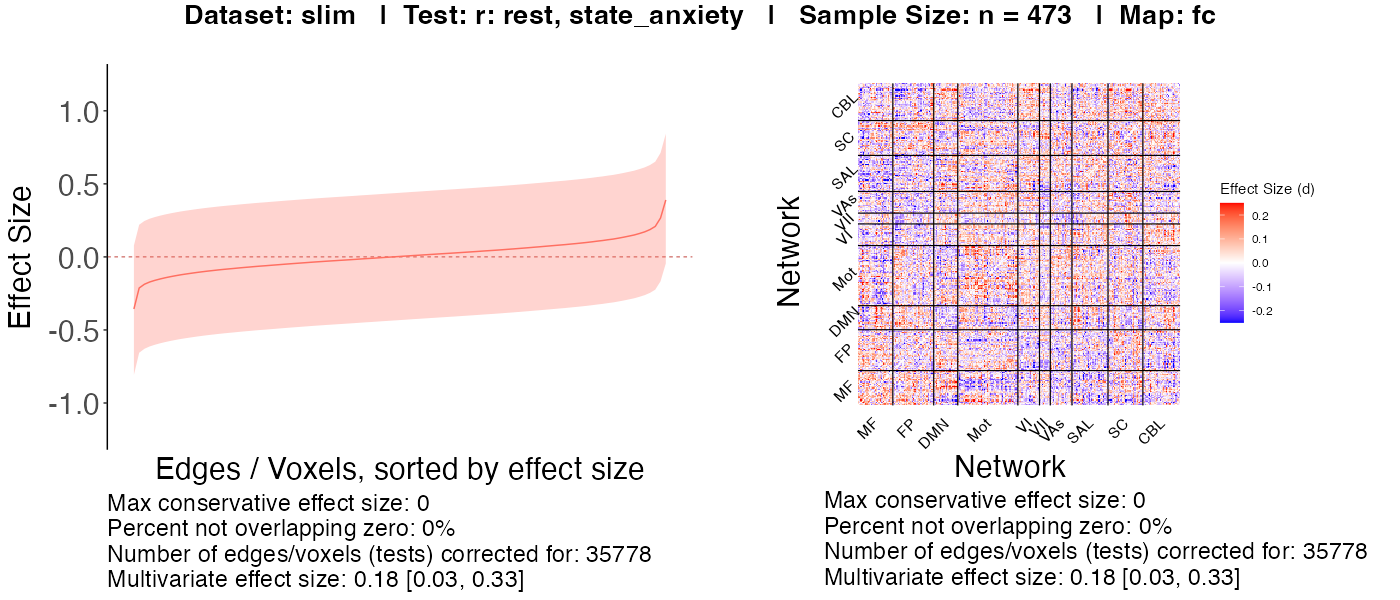 Dataset: slim | Test: r: rest, state_anxiety | Sample Size: n = 473 | Map: fc
Effect Size
1.0
0.5
0.0
-0.5
-1.0
Edges / Voxels, sorted by effect size
Max conservative effect size: 0
Percent not overlapping zero: 0%
Number of edges/voxels (tests) corrected for: 35778
Multivariate effect size: 0.18 [0.03, 0.33]
Network
CBL
SC
SAL
VAs
VII
VI
Mot
DMN
FP
MF
MF
FP
DMN
Mot
VI
VII
VAs
SAL
SC
CBL
Network
Effect Size (d)
0.2
0.1
0.0
-0.1
-0.2
Max conservative effect size: 0
Percent not overlapping zero: 0%
Number of edges/voxels (tests) corrected for: 35778
Multivariate effect size: 0.18 [0.03, 0.33]